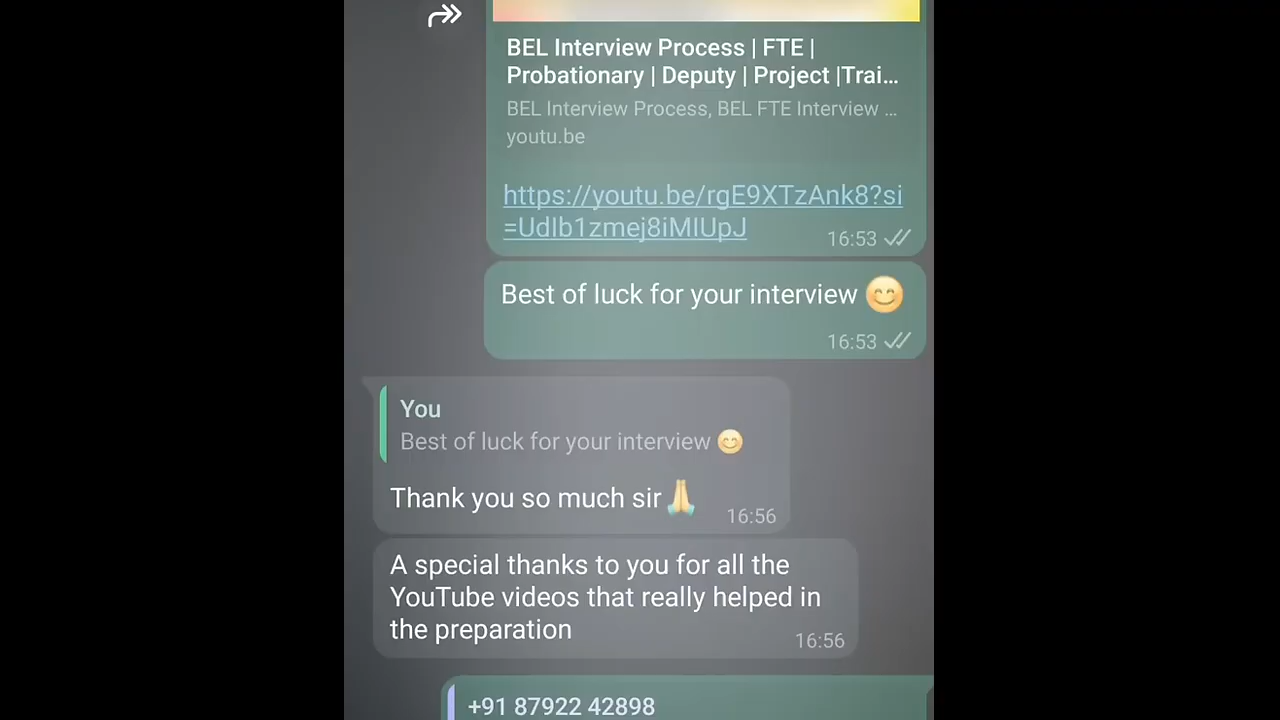 BEL Interview Process | FTE |
Probationary | Deputy | Project |Trai...
BEL Interview Process, BEL FTE Interview ...
youtu.be
https://youtu.be/rgE9XTzAnk8?si
=Udlb1zmej8iMIUpJ
16:53
Best of luck for your interview 😊
16:53
You
Best of luck for your interview 😊
Thank you so much sir🙏
16:56
A special thanks to you for all the
YouTube videos that really helped in
the preparation
16:56
+91 87922 42898